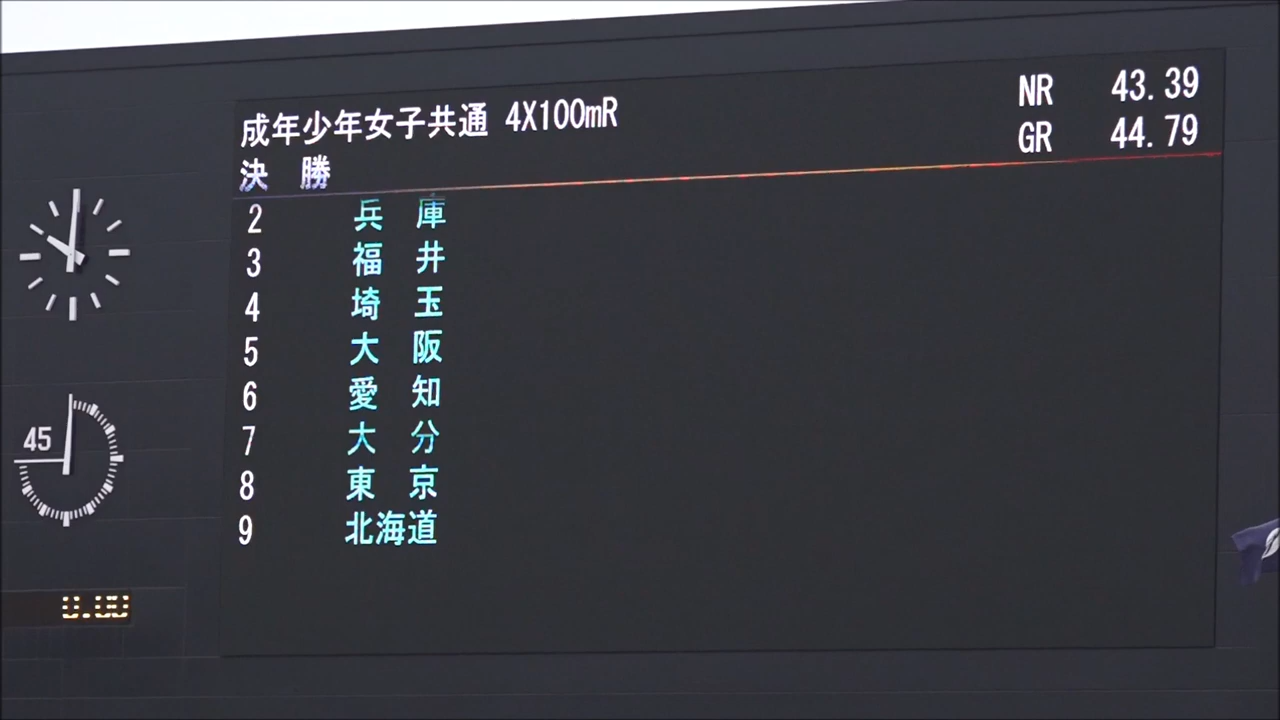 成年少年女子共通 4X100mR
NR 43.39
GR 44.79
決 勝
2 兵 庫
3 福 井
4 埼 玉
5 大 阪
6 愛 知
7 大 分
8 東 京
9 北海道
45